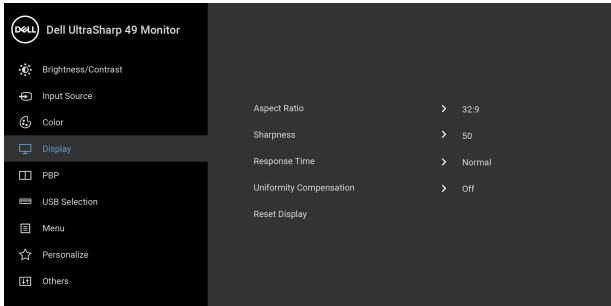 DELL Dell UltraSharp 49 Monitor
Brightness/Contrast
Input Source
Color
Display
PBP
USB Selection
Menu
Personalize
Others
Aspect Ratio > 32:9
Sharpness > 50
Response Time > Normal
Uniformity Compensation > Off
Reset Display